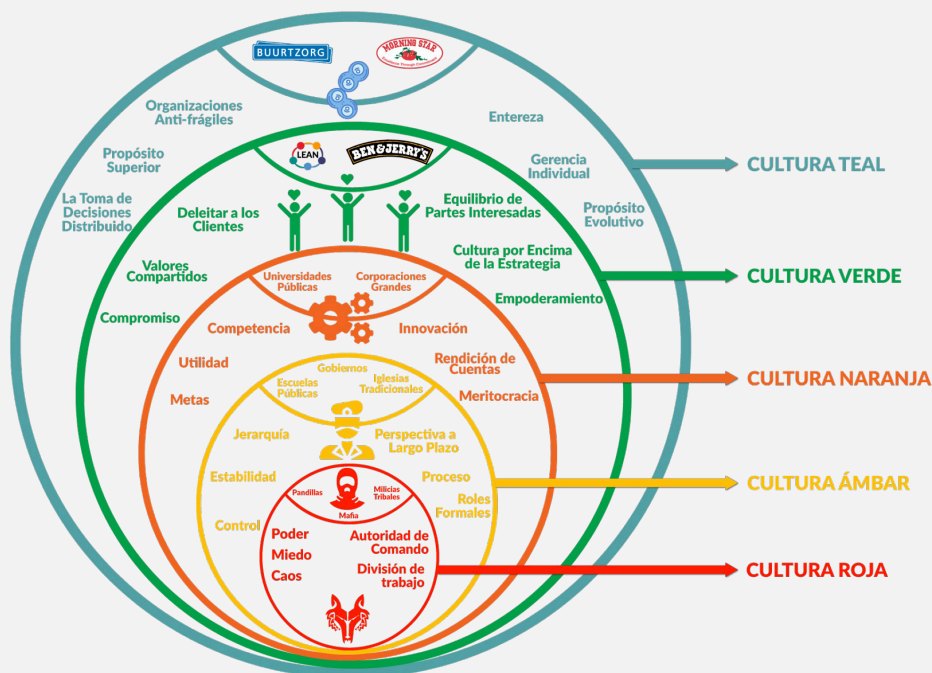 BUURTZORG
MORNING STAR
Organizaciones
Anti-frágiles
Entereza
Propósito
Superior
Gerencia
Individual
La Toma de
Decisiones
Distribuido
Propósito
Evolutivo
CULTURA TEAL
LEAN
BEN & JERRY'S
Deleitar a los
Clientes
Equilibrio de
Partes Interesadas
Valores
Compartidos
Cultura por Encima
de la Estrategia
Compromiso
Empoderamiento
CULTURA VERDE
Universidades
Públicas
Corporaciones
Grandes
Competencia
Innovación
Utilidad
Rendición de
Cuentas
Metas
Meritocracia
CULTURA NARANJA
Gobiernos
Escuelas
Públicas
Iglesias
Tradicionales
Jerarquía
Perspectiva a
Largo Plazo
Estabilidad
Proceso
Control
Roles
Formales
CULTURA ÁMBAR
Pandillas
Milicias
Tribales
Mafia
Poder
Autoridad de
Comando
Miedo
Caos
División de
trabajo
CULTURA ROJA